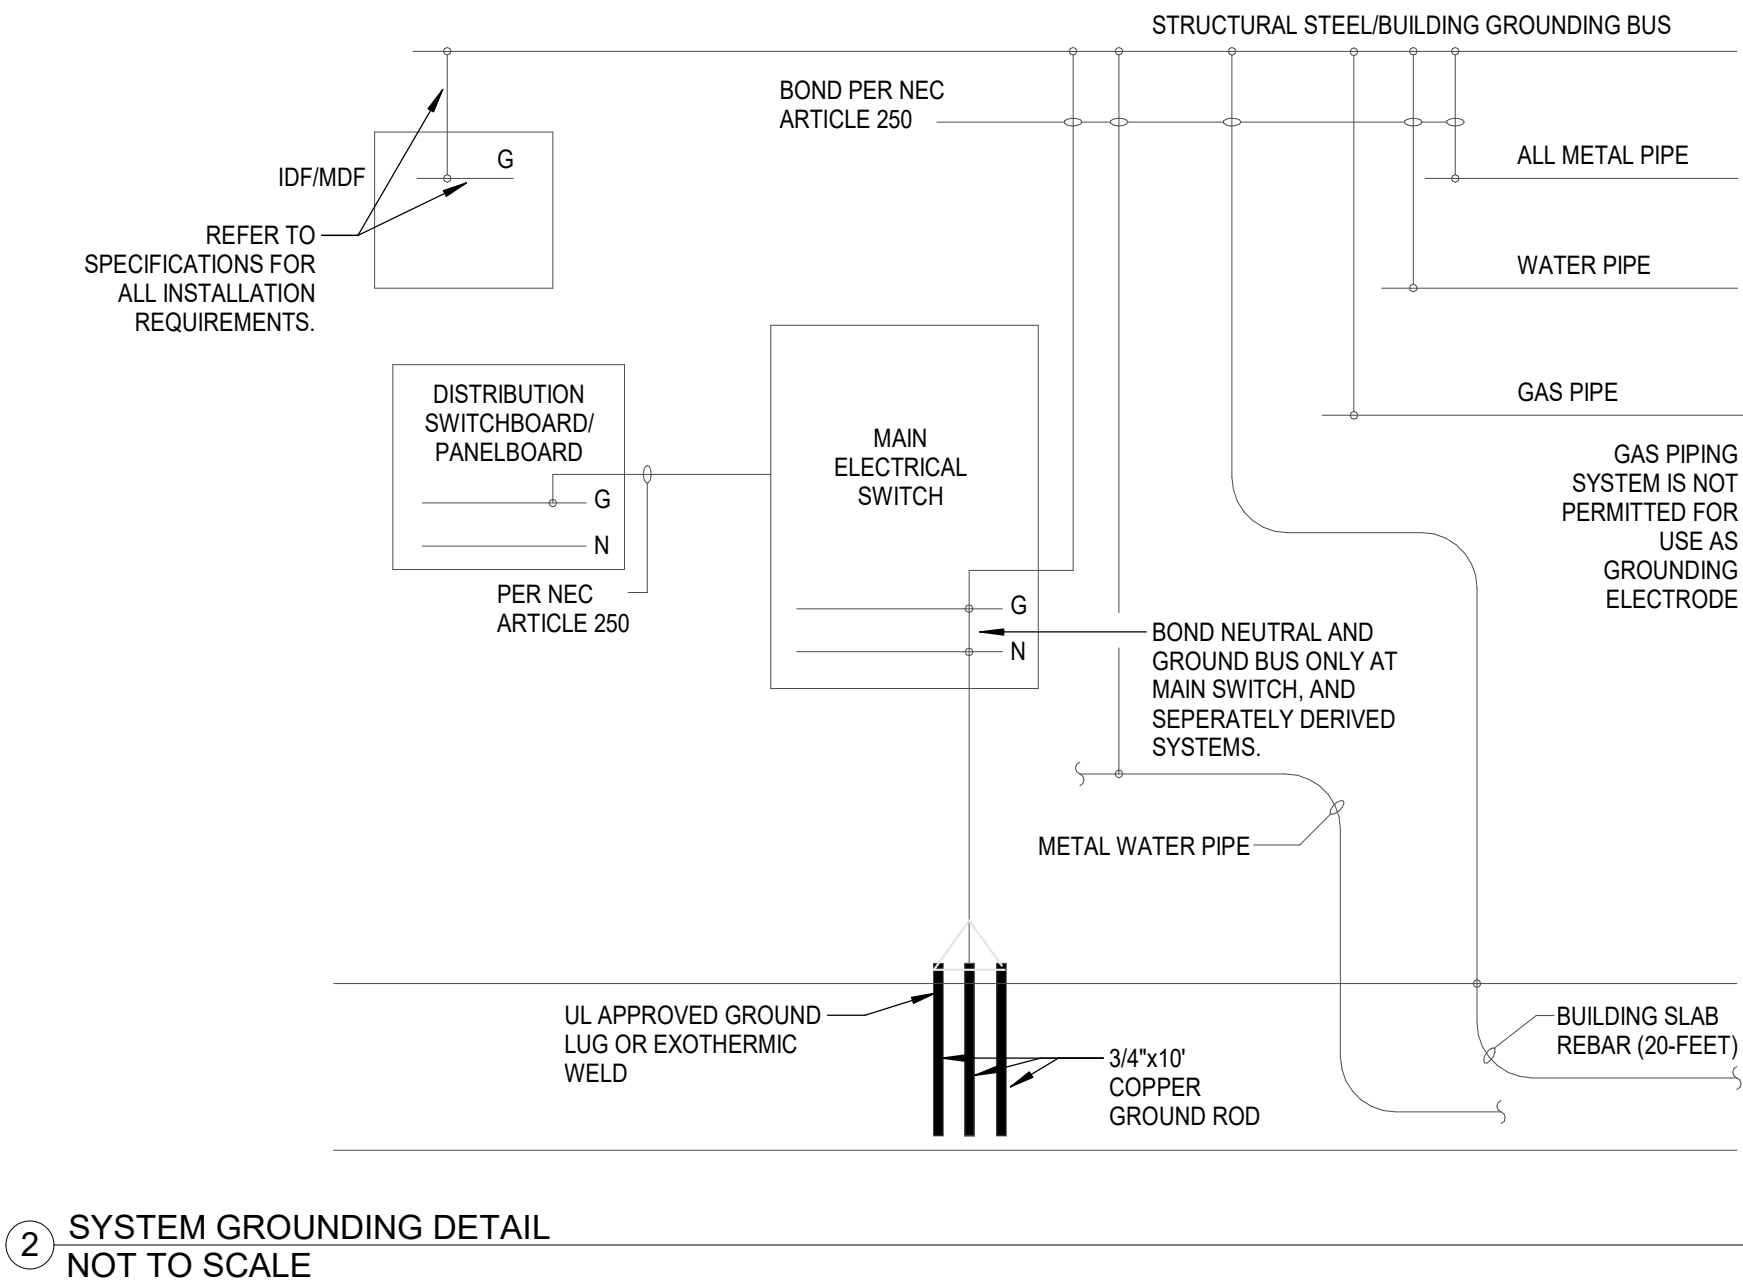 STRUCTURAL STEEL/BUILDING GROUNDING BUS
BOND PER NEC
ARTICLE 250
G
IDF/MDF
REFER TO
SPECIFICATIONS FOR
ALL INSTALLATION
REQUIREMENTS.
ALL METAL PIPE
WATER PIPE
GAS PIPE
GAS PIPING
SYSTEM IS NOT
PERMITTED FOR
USE AS
GROUNDING
ELECTRODE
DISTRIBUTION
SWITCHBOARD/
PANELBOARD
G
N
PER NEC
ARTICLE 250
MAIN
ELECTRICAL
SWITCH
G
N
BOND NEUTRAL AND
GROUND BUS ONLY AT
MAIN SWITCH, AND
SEPERATELY DERIVED
SYSTEMS.
METAL WATER PIPE
UL APPROVED GROUND
LUG OR EXOTHERMIC
WELD
3/4"x10'
COPPER
GROUND ROD
BUILDING SLAB
REBAR (20-FEET)
2
SYSTEM GROUNDING DETAIL
NOT TO SCALE